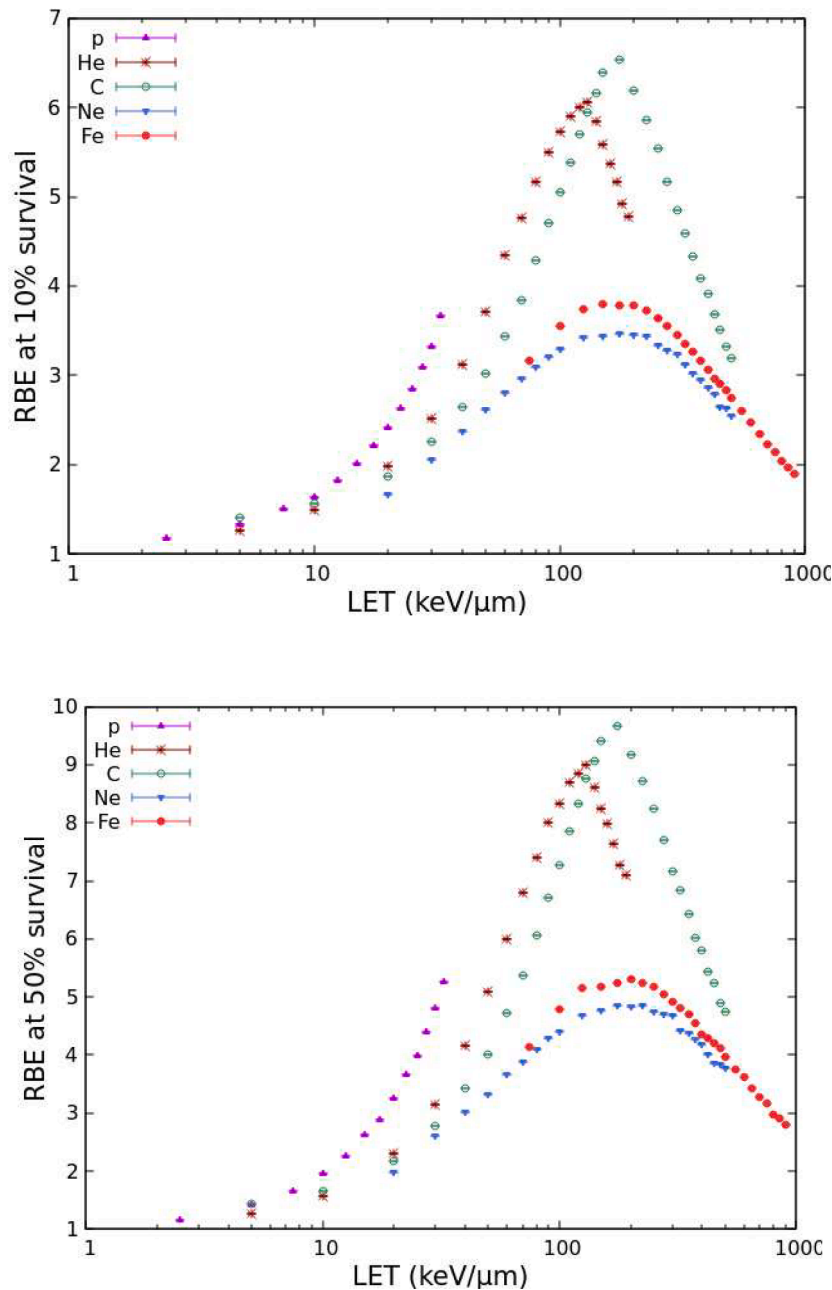 p
He
C
Ne
Fe
RBE at 10% survival
7
6
5
4
3
2
1
1 10 100 1000
LET (keV/µm)
p
He
C
Ne
Fe
RBE at 50% survival
10
9
8
7
6
5
4
3
2
1
1 10 100 1000
LET (keV/µm)